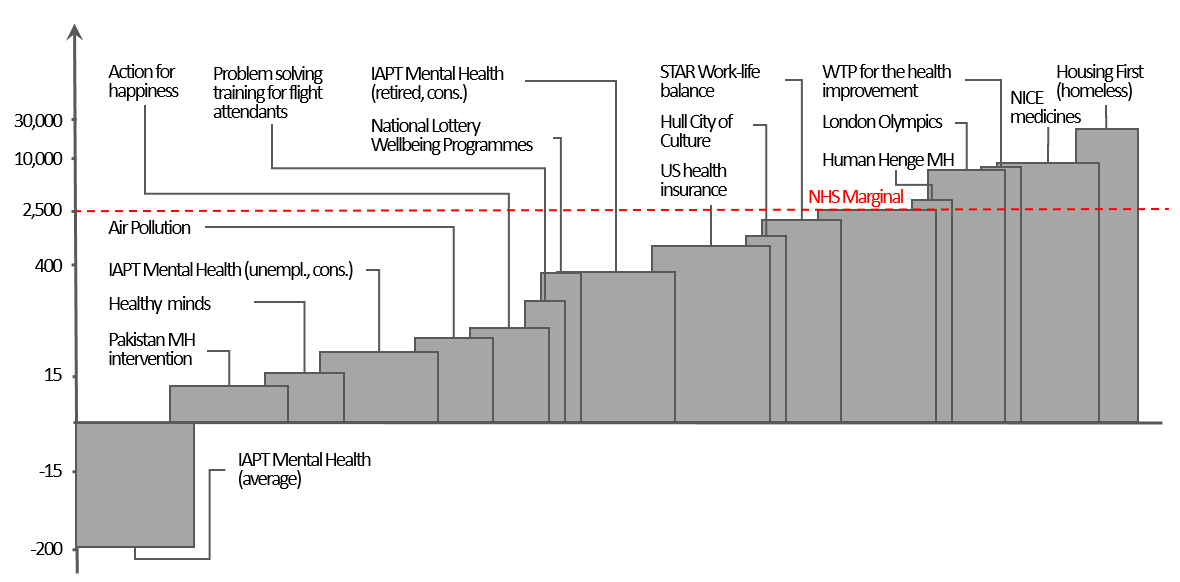 Action for
happiness
Problem solving
training for flight
attendants
IAPT Mental Health
(retired, cons.)
National Lottery
Wellbeing Programmes
STAR Work-life
balance
Hull City of
Culture
US health
insurance
WTP for the health
improvement
London Olympics
Human Henge MH
NHS Marginal
Housing First
(homeless)
NICE
medicines
30,000
10,000
2,500
400
15
-15
-200
Air Pollution
IAPT Mental Health (unempl., cons.)
Healthy minds
Pakistan MH
intervention
IAPT Mental Health
(average)